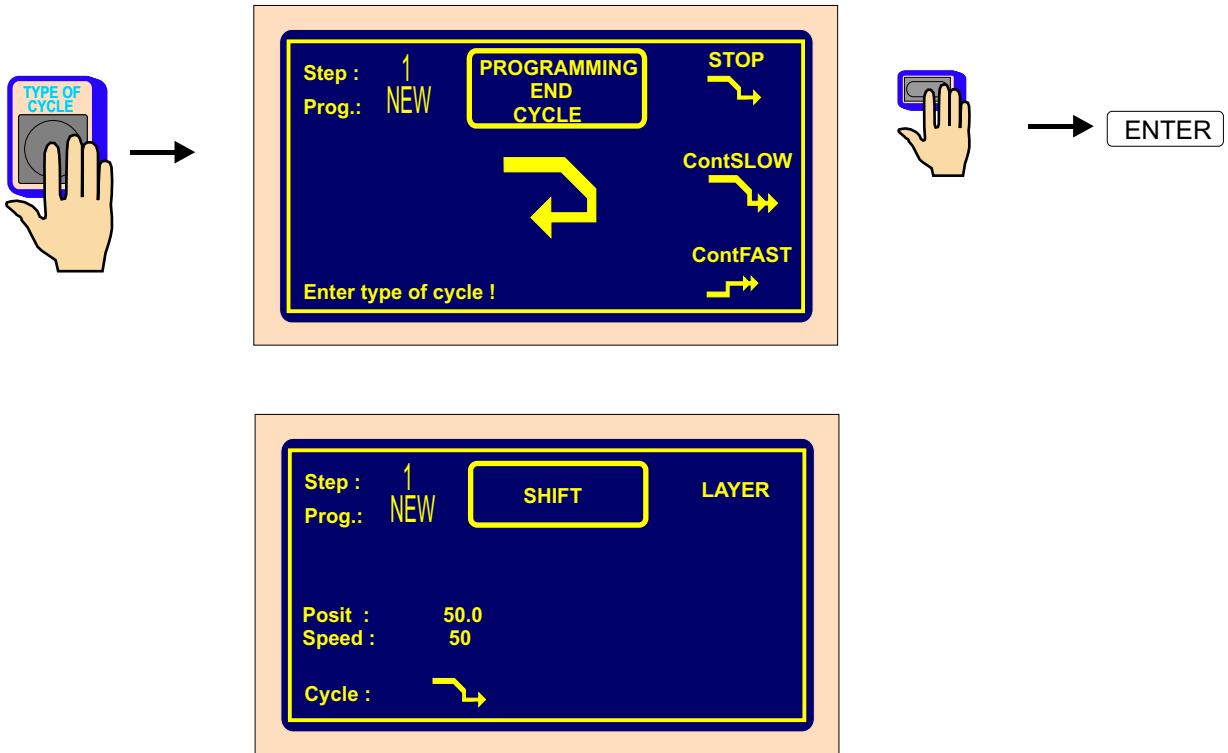 TYPE OF
CYCLE
Step : 1
Prog.: NEW
PROGRAMMING
END
CYCLE
STOP
ContSLOW
ContFAST
Enter type of cycle !
ENTER
Step : 1
Prog.: NEW
SHIFT
LAYER
Posit : 50.0
Speed : 50
Cycle :